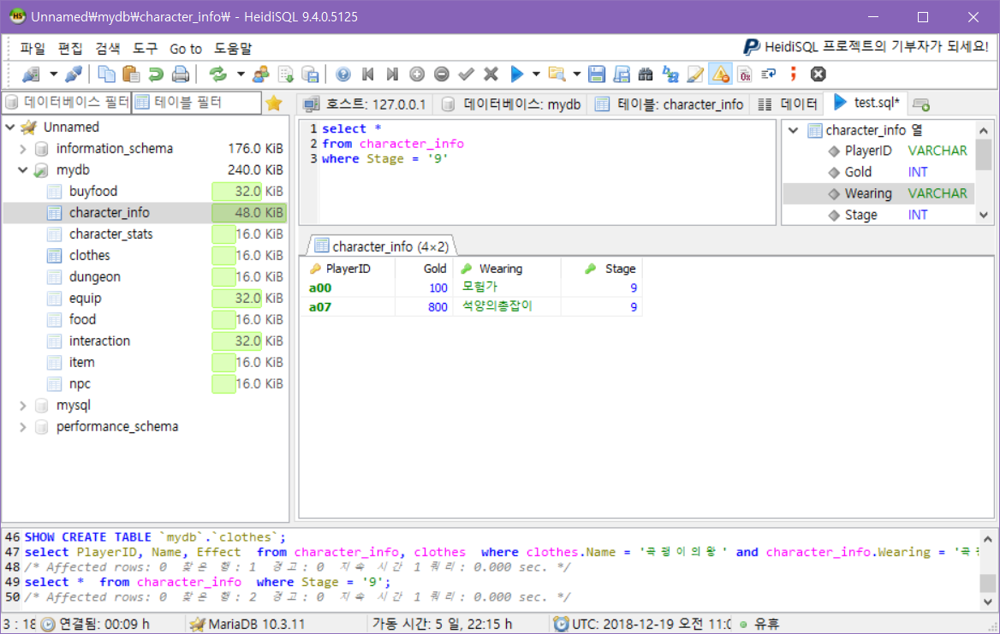 Unnamed₩mydb₩character_info₩ - HeidiSQL 9.4.0.5125
파일 편집 검색 도구 Go to 도움말
HeidiSQL 프로젝트의 기부자가 되세요!
데이터베이스 필터 테이블 필터
호스트: 127.0.0.1 데이터베이스: mydb 테이블: character_info 데이터 test.sql*
Unnamed
information_schema 176.0 KiB
mydb 240.0 KiB
buyfood 32.0 KiB
character_info 48.0 KiB
character_stats 16.0 KiB
clothes 16.0 KiB
dungeon 16.0 KiB
equip 32.0 KiB
food 16.0 KiB
interaction 32.0 KiB
item 16.0 KiB
npc 16.0 KiB
mysql
performance_schema
1 select *
2 from character_info
3 where Stage = '9'
character_info 열
PlayerID VARCHAR
Gold INT
Wearing VARCHAR
Stage INT
character_info (4×2)
PlayerID Gold Wearing Stage
a00 100 모험가 9
a07 800 석양의총잡이 9
46 SHOW CREATE TABLE `mydb`.`clothes`;
47 select PlayerID, Name, Effect from character_info, clothes where clothes.Name = '곡괭이의왕' and character_info.Wearing = '곡
48 /* Affected rows: 0 찾은 행: 1 경고: 0 지속 시간 1 쿼리: 0.000 sec. */
49 select * from character_info where Stage = '9';
50 /* Affected rows: 0 찾은 행: 2 경고: 0 지속 시간 1 쿼리: 0.000 sec. */
3 : 18 연결됨: 00:09 h MariaDB 10.3.11 가동 시간: 5 일, 22:15 h UTC: 2018-12-19 오전 11:0 유휴